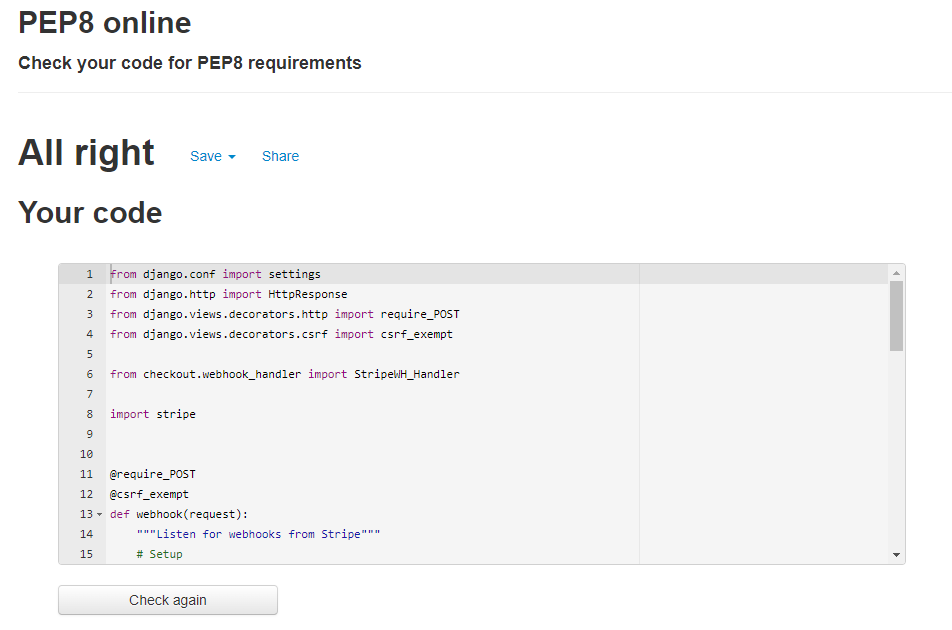 PEP8 online
Check your code for PEP8 requirements
All right Save Share
Your code
1 from django.conf import settings
2 from django.http import HttpResponse
3 from django.views.decorators.http import require_POST
4 from django.views.decorators.csrf import csrf_exempt
5
6 from checkout.webhook_handler import StripeWH_Handler
7
8 import stripe
9
10
11 @require_POST
12 @csrf_exempt
13 def webhook(request):
14 """Listen for webhooks from Stripe"""
15 # Setup
Check again